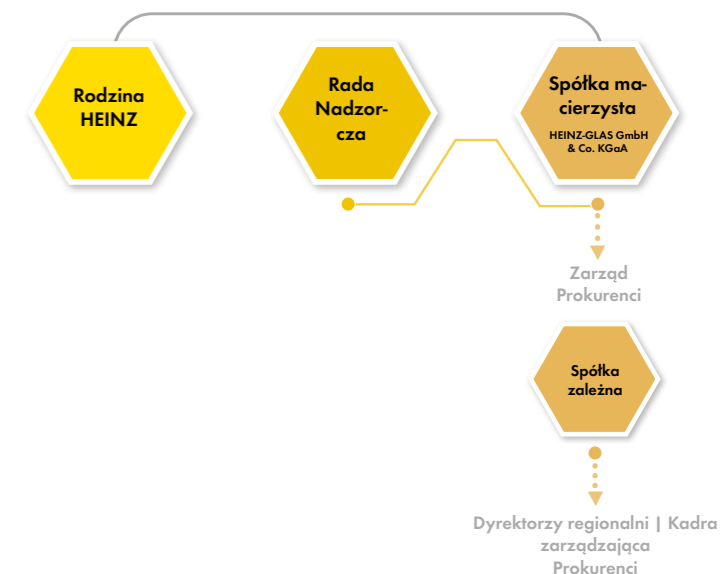 Rodzina
HEINZ
Rada
Nadzor-
cza
Spółka ma-
cierzysta
HEINZ-GLAS GmbH
& Co. KGaA
Zarząd
Prokurenci
Spółka
zależna
Dyrektorzy regionalni | Kadra
zarządzająca
Prokurenci